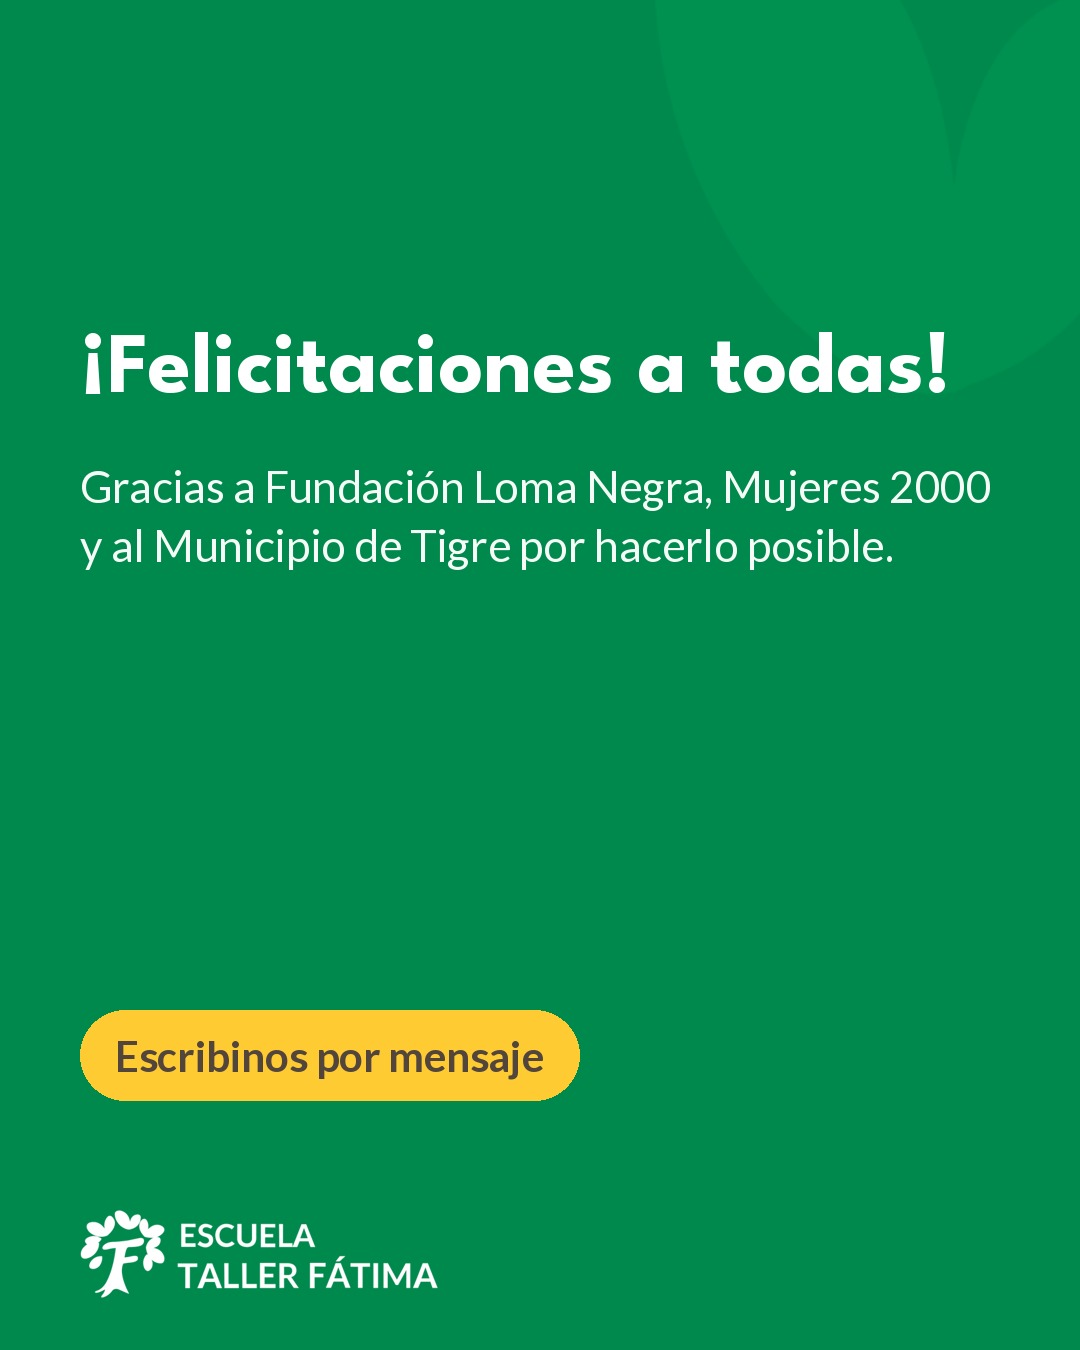 ¡Felicitaciones a todas!
Gracias a Fundación Loma Negra, Mujeres 2000
y al Municipio de Tigre por hacerlo posible.
Escribinos por mensaje
ESCUELA
TALLER FÁTIMA